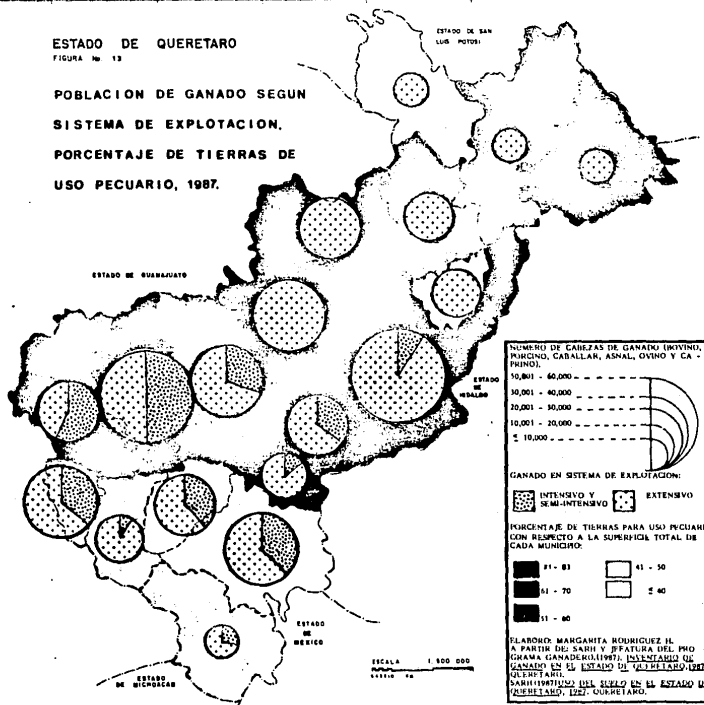 ESTADO DE QUERETARO
FIGURA No. 13
POBLACION DE GANADO SEGUN
SISTEMA DE EXPLOTACION.
PORCENTAJE DE TIERRAS DE
USO PECUARIO, 1987.
ESTADO DE SAN
LUIS POTOSI
ESTADO DE GUANAJUATO
ESTADO
DE
HIDALGO
ESTADO
DE
MEXICO
ESTADO
DE MICHOACAN
ESCALA 1: 500 000
NUMERO DE CABEZAS DE GANADO (BOVINO,
PORCINO, CABALLAR, ASNAL, OVINO Y CA -
PRINO).
50,001 - 60,000
30,001 - 40,000
20,001 - 30,000
10,001 - 20,000
≤ 10,000
GANADO EN SISTEMA DE EXPLOTACION:
INTENSIVO Y
SEMI-INTENSIVO
EXTENSIVO
PORCENTAJE DE TIERRAS PARA USO PECUARI
CON RESPECTO A LA SUPERFICIE TOTAL DE
CADA MUNICIPIO:
61 - 70
51 - 60
41 - 50
≤ 40
ELABORO: MARGARITA RODRIGUEZ H.
A PARTIR DE: SARH Y JEFATURA DEL PRO
GRAMA GANADERO.(1987). INVENTARIO DE
GANADO EN EL ESTADO DE QUERETARO,1987
QUERETARO.
SARH(1987)USO DEL SUELO EN EL ESTADO D
QUERETARO, 1987. QUERETARO.